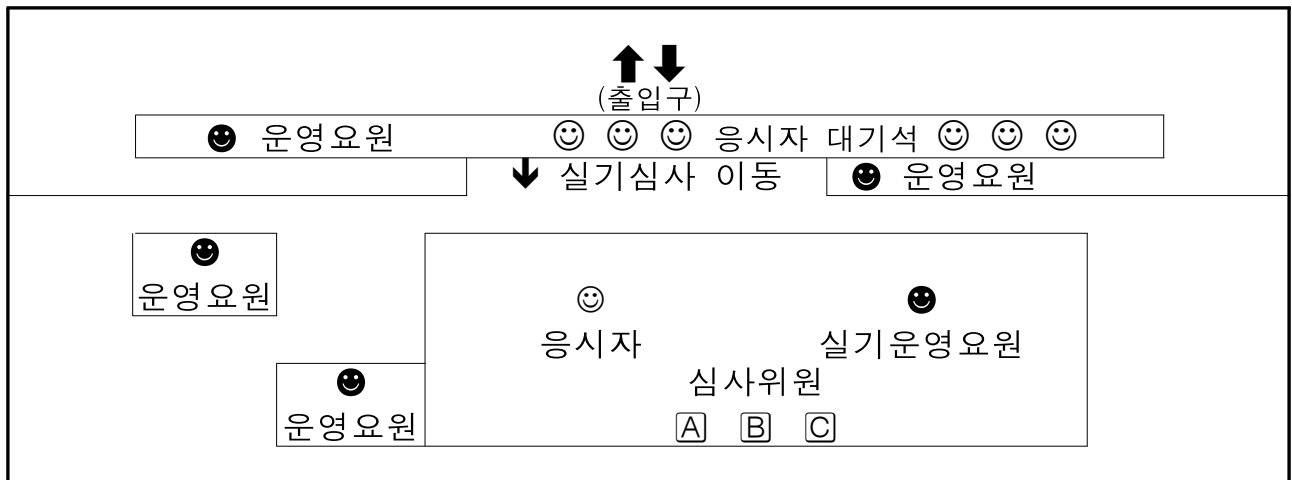 (출입구)
☻ 운영요원 ☺ ☺ ☺ 응시자 대기석 ☺ ☺ ☺
↓ 실기심사 이동 ☻ 운영요원
☻
운영요원
☺ ☻
응시자 실기운영요원
심사위원
☻
운영요원
A B C